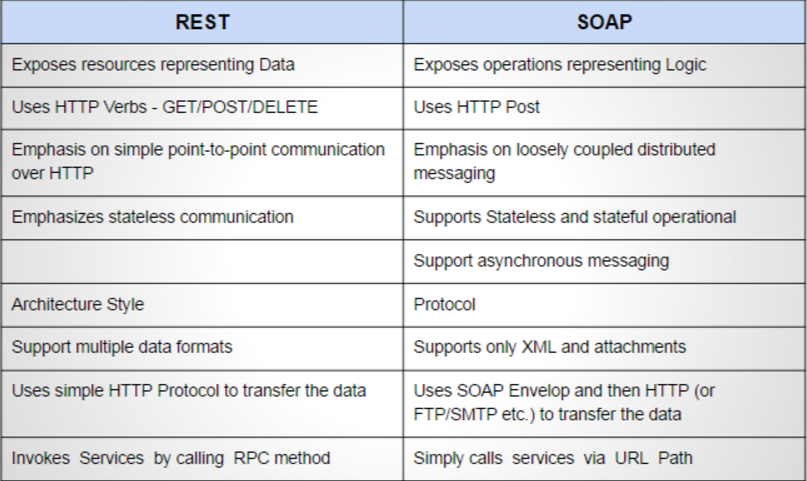 REST SOAP
Exposes resources representing Data Exposes operations representing Logic
Uses HTTP Verbs - GET/POST/DELETE Uses HTTP Post
Emphasis on simple point-to-point communication Emphasis on loosely coupled distributed
over HTTP messaging
Emphasizes stateless communication Supports Stateless and stateful operational
Support asynchronous messaging
Architecture Style Protocol
Support multiple data formats Supports only XML and attachments
Uses simple HTTP Protocol to transfer the data Uses SOAP Envelop and then HTTP (or
FTP/SMTP etc.) to transfer the data
Invokes Services by calling RPC method Simply calls services via URL Path